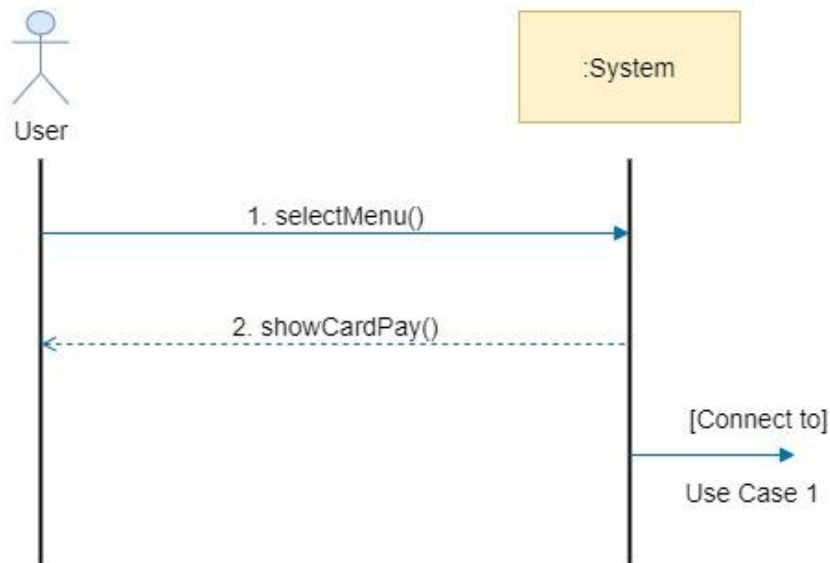 :System
User
1. selectMenu()
2. showCardPay()
[Connect to]
Use Case 1